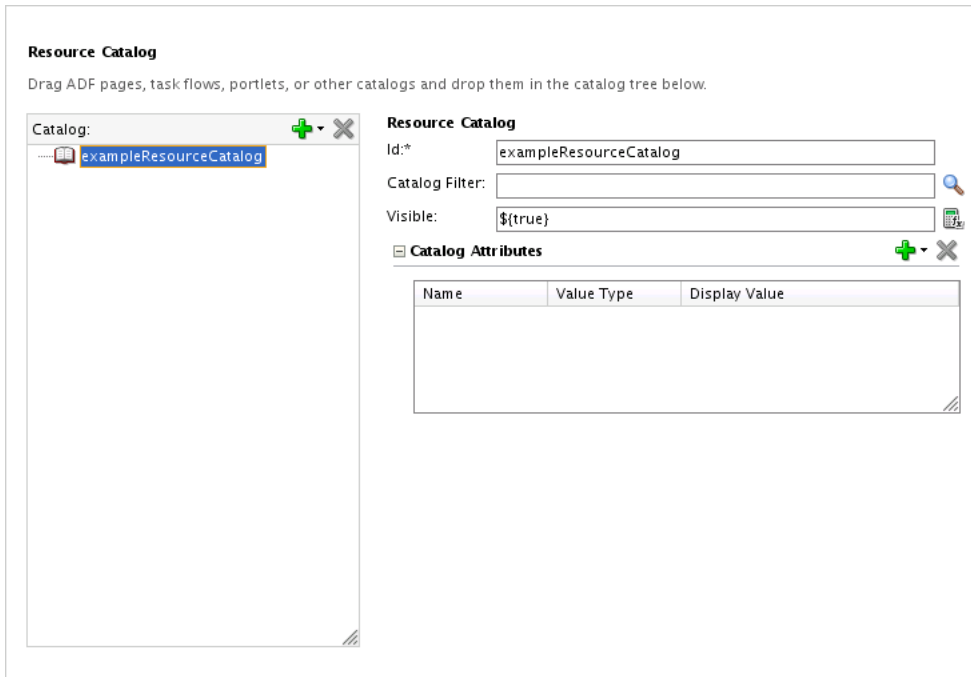 Resource Catalog
Drag ADF pages, task flows, portlets, or other catalogs and drop them in the catalog tree below.
Catalog:
exampleResourceCatalog
Resource Catalog
Id:* exampleResourceCatalog
Catalog Filter:
Visible: ${true}
Catalog Attributes
Name Value Type Display Value